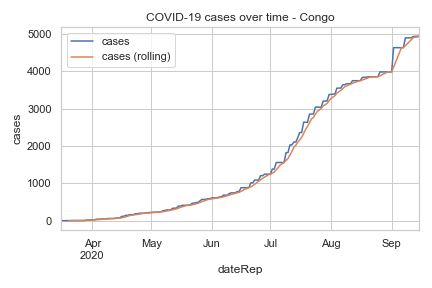 COVID-19 cases over time - Congo
cases
cases (rolling)
5000
4000
3000
2000
1000
0
cases
Apr
2020
May
Jun
Jul
Aug
Sep
dateRep